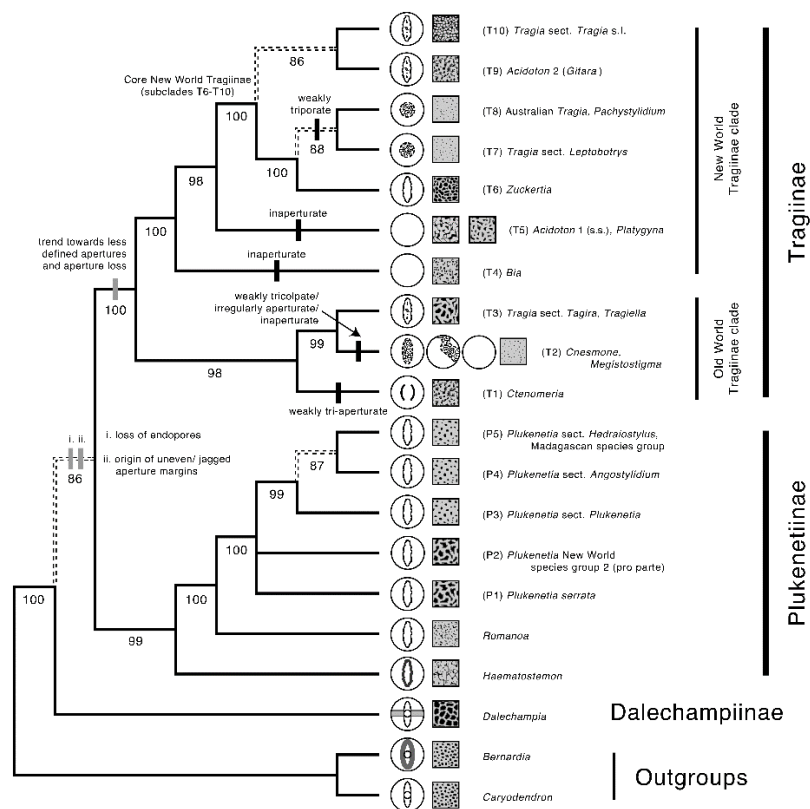 (T10) Tragia sect. Tragia s.l.
86
Core New World Tragiinae
(subclades T6-T10)
(T9) Acidoton 2 (Gitara)
weakly
triporate
(T8) Australian Tragia, Pachystylidium
100
88
(T7) Tragia sect. Leptobotrys
98
100
(T6) Zuckertia
inaperturate
100
(T5) Acidoton 1 (s.s.), Platygyna
trend towards less
defined apertures
and aperture loss
inaperturate
(T4) Bia
New World
Tragiinae clade
weakly tricolpate/
irregularly aperturate/
inaperturate
100
(T3) Tragia sect. Tagira, Tragiella
99
(T2) Cnesmone,
Megistostigma
98
(T1) Ctenomeria
weakly tri-aperturate
Old World
Tragiinae clade
Tragiinae
i. ii.
i. loss of endopores
ii. origin of uneven/ jagged
aperture margins
86
(P5) Plukenetia sect. Hedraiostylus,
Madagascan species group
87
(P4) Plukenetia sect. Angostylidium
99
(P3) Plukenetia sect. Plukenetia
100
(P2) Plukenetia New World
species group 2 (pro parte)
100
(P1) Plukenetia serrata
100
99
Romanoa
Haematostemon
Plukenetiinae
Dalechampia
Dalechampiinae
Bernardia
Outgroups
Caryodendron